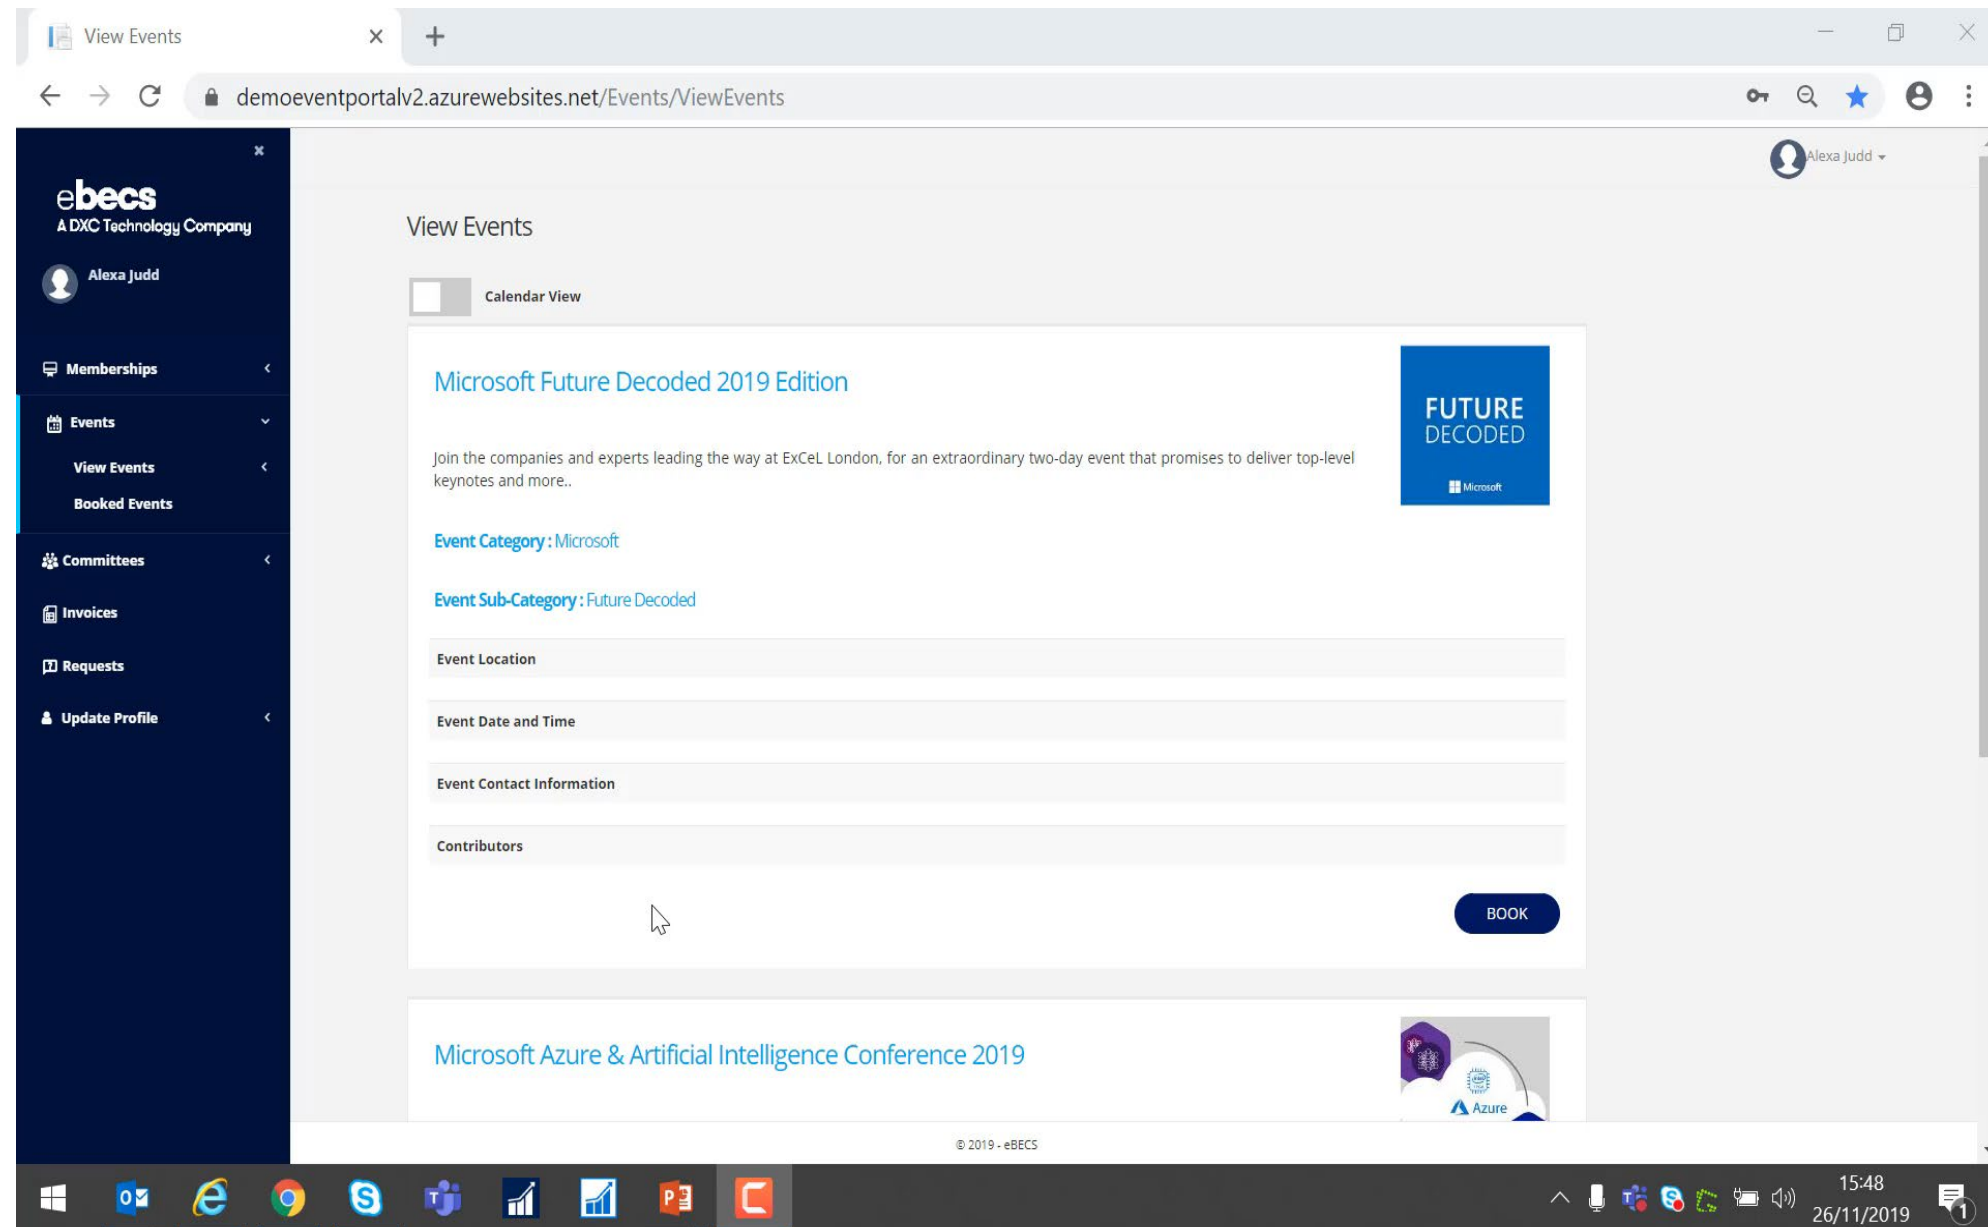 View Events
demoeventportalv2.azurewebsites.net/Events/ViewEvents
ebecs
A DXC Technology Company
Alexa Judd
Memberships
Events
View Events
Booked Events
Committees
Invoices
Requests
Update Profile
Alexa Judd
View Events
Calendar View
Microsoft Future Decoded 2019 Edition
Join the companies and experts leading the way at ExCeL London, for an extraordinary two-day event that promises to deliver top-level
keynotes and more..
FUTURE
DECODED
Microsoft
Event Category : Microsoft
Event Sub-Category : Future Decoded
Event Location
Event Date and Time
Event Contact Information
Contributors
BOOK
Microsoft Azure & Artificial Intelligence Conference 2019
Azure
© 2019 - eBECS
15:48
26/11/2019
1